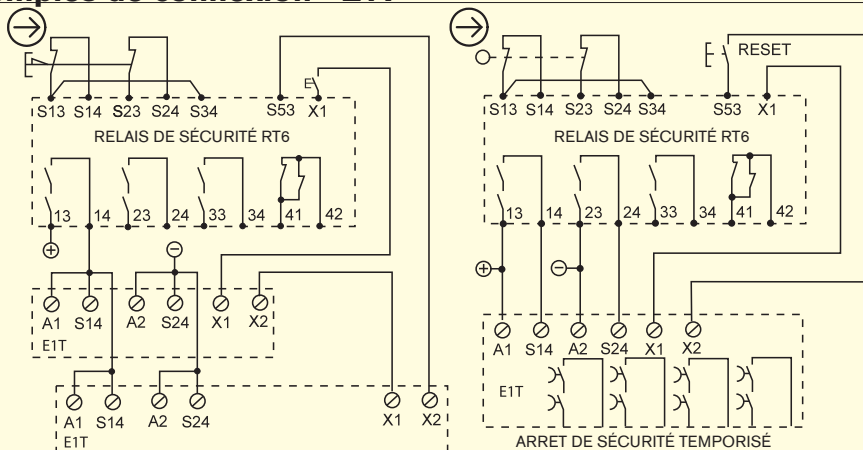 S13 S14 S23 S24 S34 S53 X1
RELAIS DE SÉCURITÉ RT6
13 14 23 24 33 34 41 42
A1 S14 A2 S24 X1 X2
E1T
A1 S14 A2 S24 X1 X2
E1T
RESET
S13 S14 S23 S24 S34 S53 X1
RELAIS DE SÉCURITÉ RT6
13 14 23 24 33 34 41 42
A1 S14 A2 S24 X1 X2
E1T
ARRET DE SÉCURITÉ TEMPORISÉ